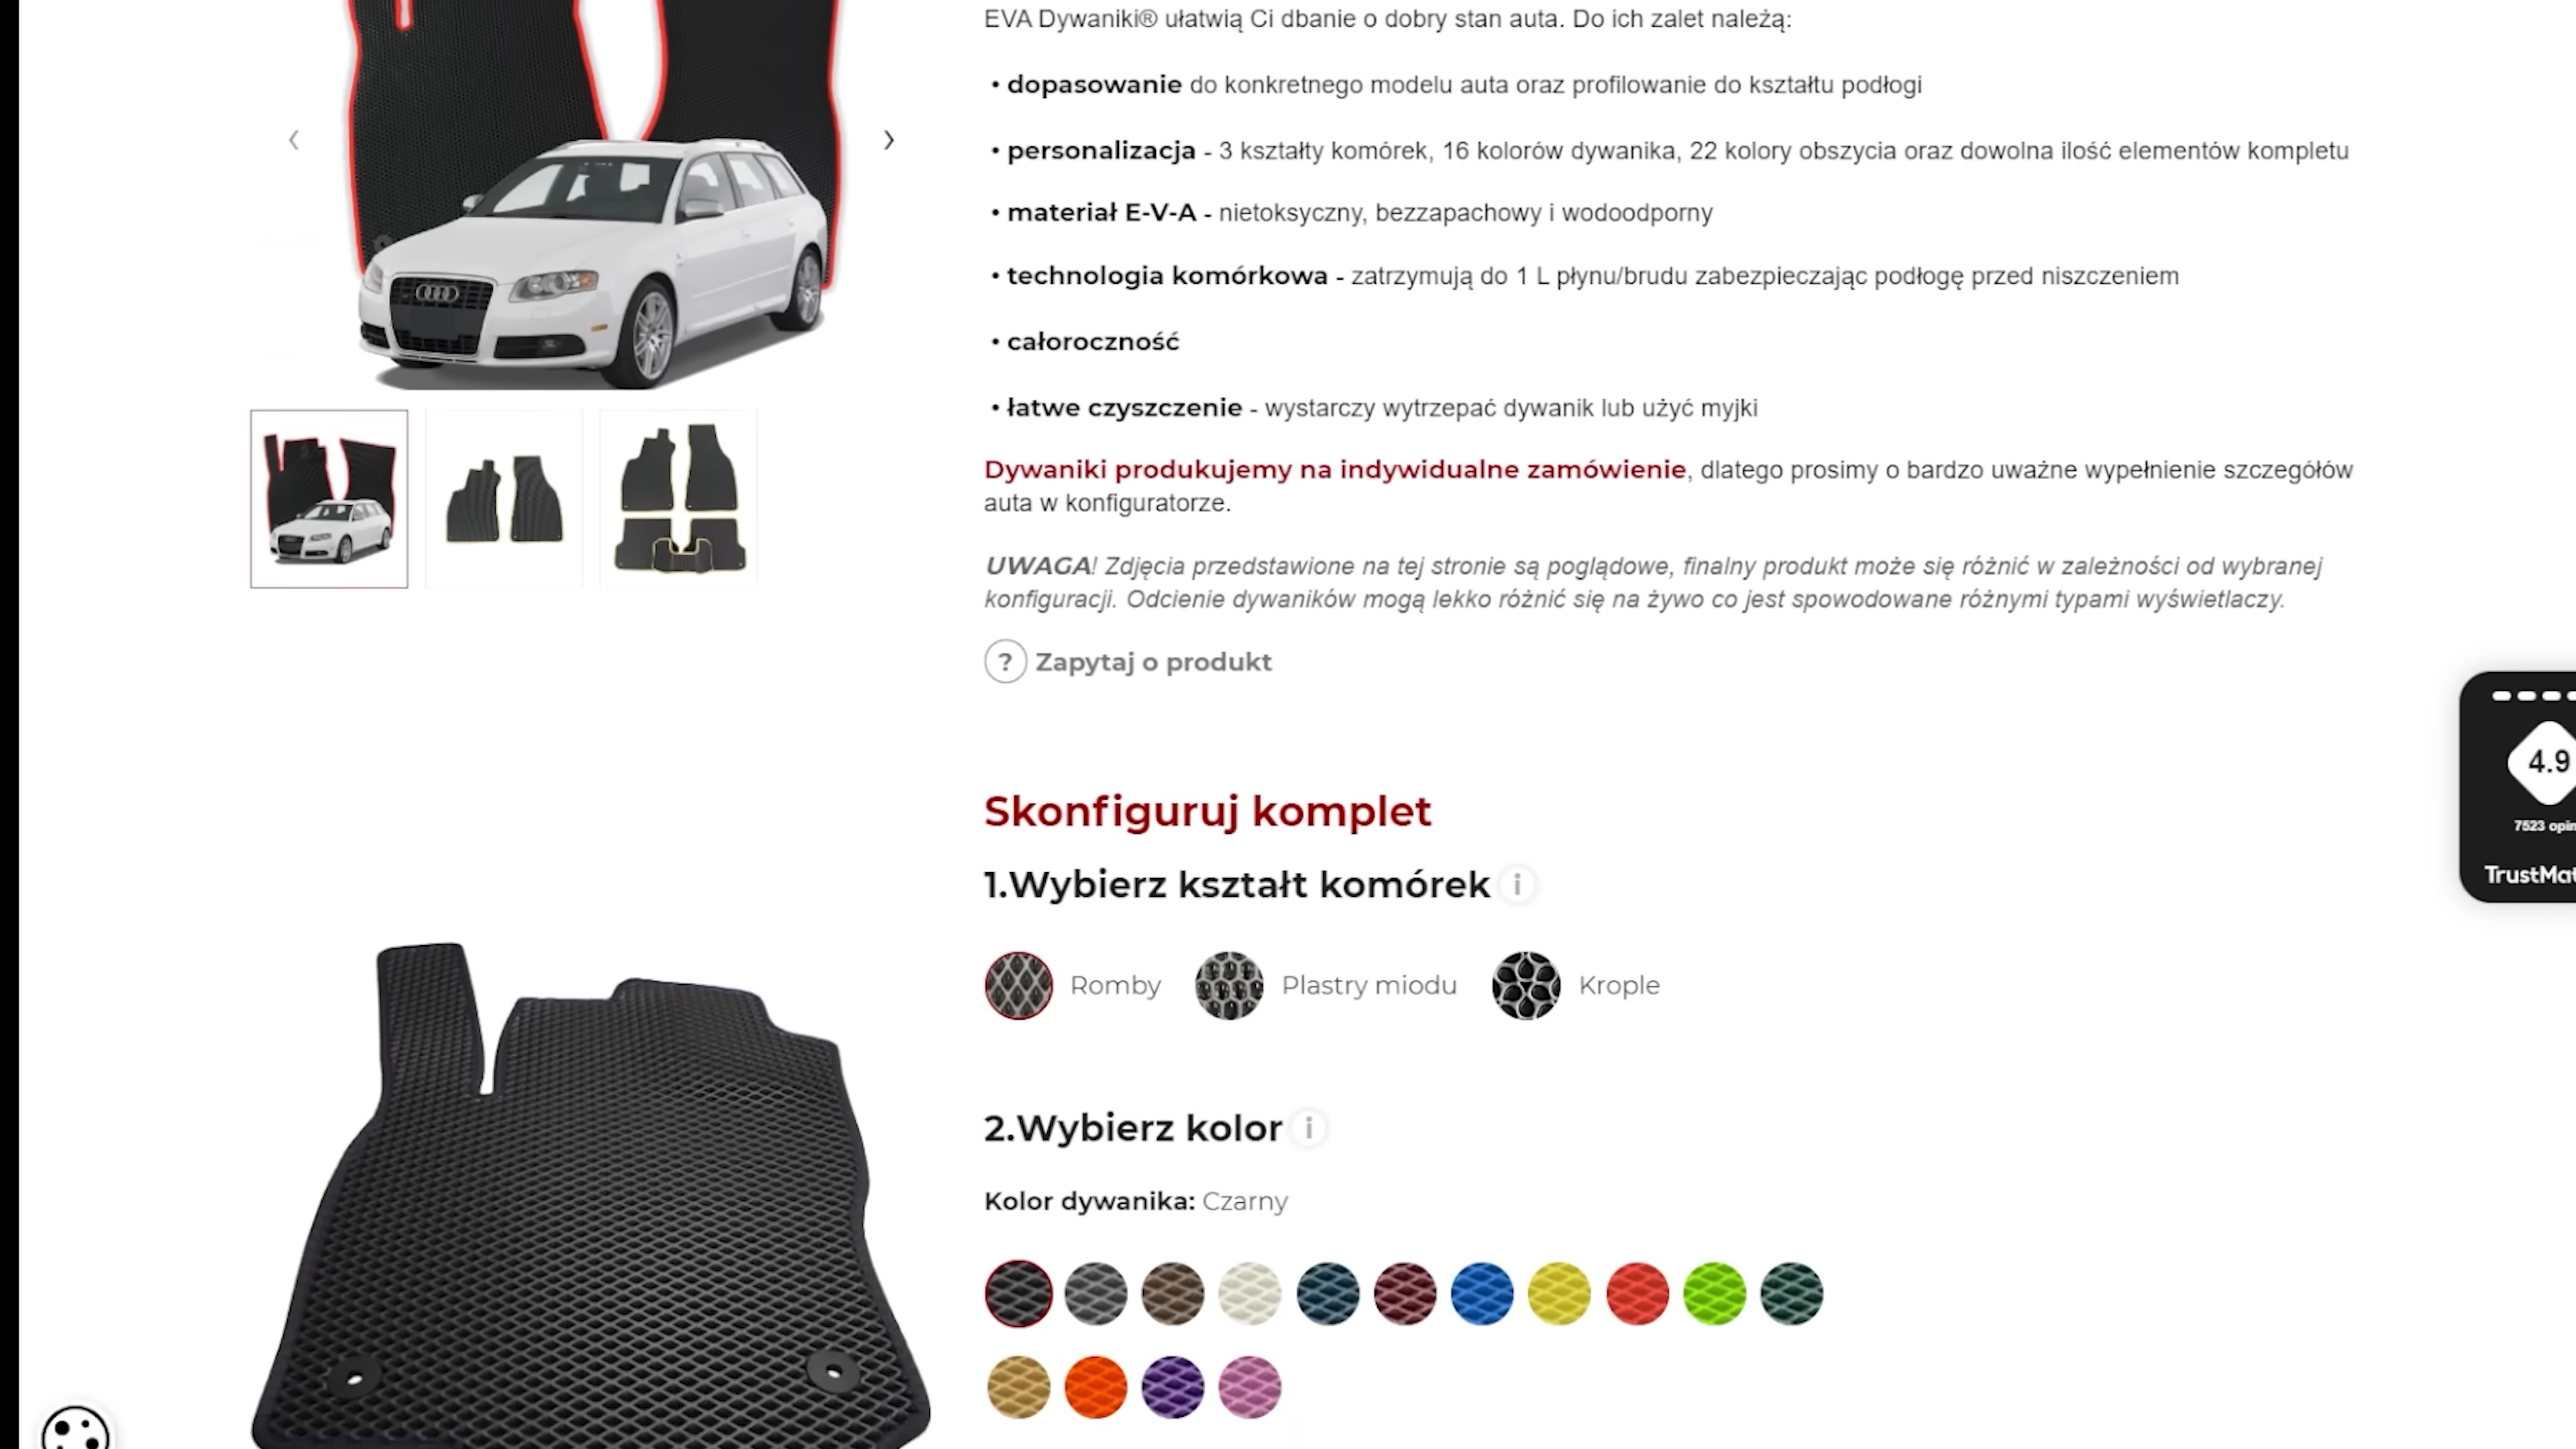 EVA Dywaniki® ułatwią Ci dbanie o dobry stan auta. Do ich zalet należą:
• dopasowanie do konkretnego modelu auta oraz profilowanie do kształtu podłogi
• personalizacja - 3 kształty komórek, 16 kolorów dywanika, 22 kolory obszycia oraz dowolna ilość elementów kompletu
• materiał E-V-A - nietoksyczny, bezzapachowy i wodoodporny
• technologia komórkowa - zatrzymują do 1 L płynu/brudu zabezpieczając podłogę przed niszczeniem
• całoroczność
• łatwe czyszczenie - wystarczy wytrzepać dywanik lub użyć myjki
Dywaniki produkujemy na indywidualne zamówienie, dlatego prosimy o bardzo uważne wypełnienie szczegółów
auta w konfiguratorze.
UWAGA! Zdjęcia przedstawione na tej stronie są poglądowe, finalny produkt może się różnić w zależności od wybranej
konfiguracji. Odcienie dywaników mogą lekko różnić się na żywo co jest spowodowane różnymi typami wyświetlaczy.
? Zapytaj o produkt
4.9
7523 opin
TrustMat
Skonfiguruj komplet
1.Wybierz kształt komórek i
Romby Plastry miodu Krople
2.Wybierz kolor i
Kolor dywanika: Czarny